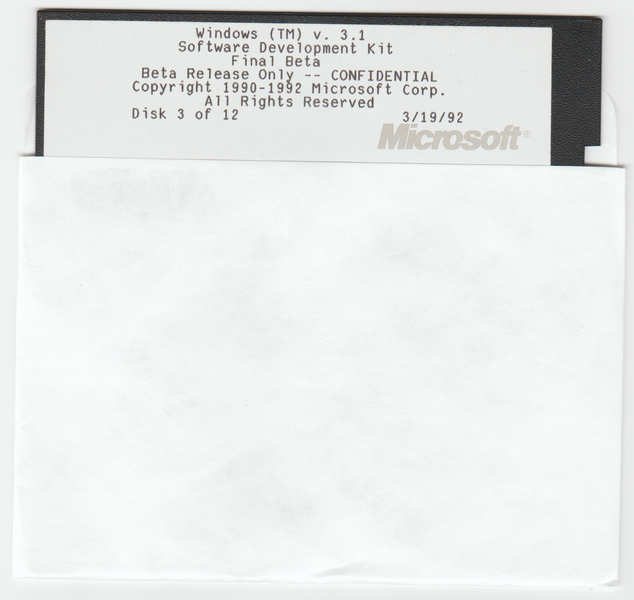 Windows (TM) v. 3.1
Software Development Kit
Final Beta
Beta Release Only -- CONFIDENTIAL
Copyright 1990-1992 Microsoft Corp.
All Rights Reserved
Disk 3 of 12 3/19/92
Microsoft®